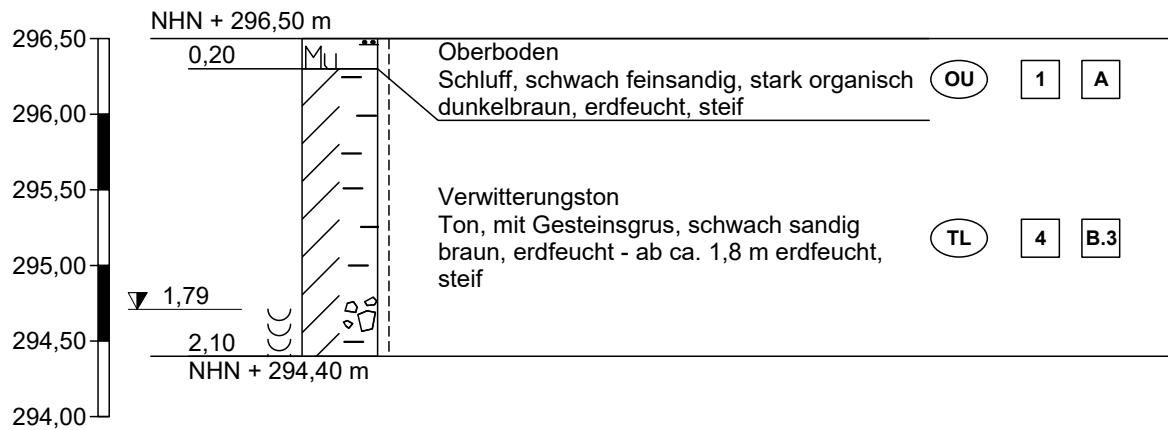 NHN + 296,50 m
296,50
296,00
295,50
295,00
294,50
294,00
0,20
Mu
Oberboden
Schluff, schwach feinsandig, stark organisch
dunkelbraun, erdfeucht, steif
OU 1 A
Verwitterungston
Ton, mit Gesteinsgrus, schwach sandig
braun, erdfeucht - ab ca. 1,8 m erdfeucht,
steif
TL 4 B.3
1,79
2,10
NHN + 294,40 m